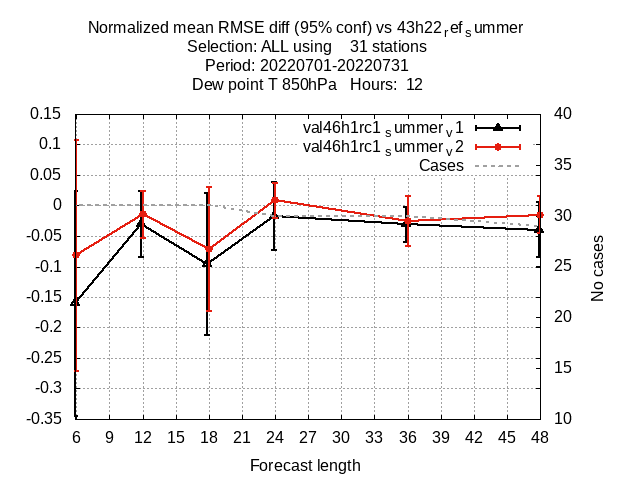 Normalized mean RMSE diff (95% conf) vs 43h22ᵣefₛummer
Selection: ALL using    31 stations
Period: 20220701-20220731
Dew point T 850hPa   Hours:  12
val46h1rc1ₛummerᵥ1
val46h1rc1ₛummerᵥ2
Cases
0.15
0.1
0.05
0
-0.05
-0.1
-0.15
-0.2
-0.25
-0.3
-0.35
40
35
30
25
20
15
10
No cases
6 9 12 15 18 21 24 27 30 33 36 39 42 45 48
Forecast length